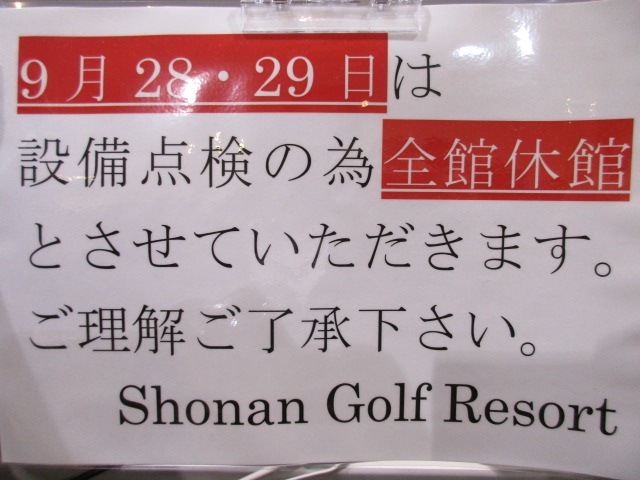 9月28・29日は
設備点検の為全館休館
とさせていただきます。
ご理解ご了承下さい。
Shonan Golf Resort